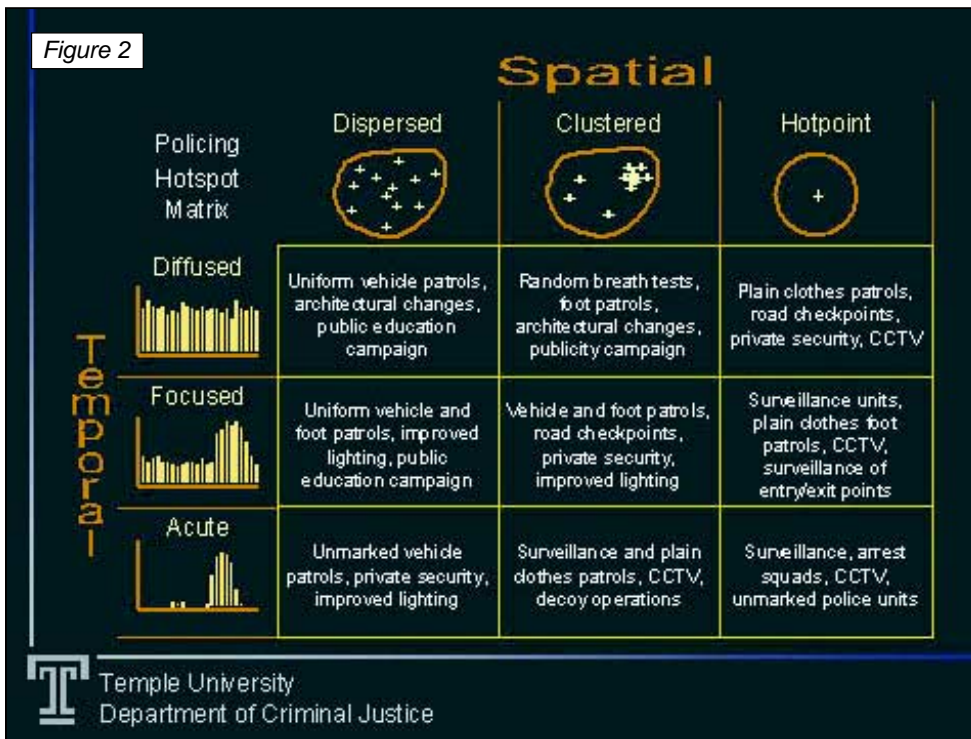 Figure 2
Spatial
Policing
Hotspot
Matrix
Dispersed
Clustered
Hotpoint
Temporal
Diffused
Uniform vehicle patrols,
architectural changes,
public education
campaign
Random breath tests,
foot patrols,
architectural changes,
publicity campaign
Plain clothes patrols,
road checkpoints,
private security, CCTV
Focused
Uniform vehicle and
foot patrols, improved
lighting, public
education campaign
Vehicle and foot patrols,
road checkpoints,
private security,
improved lighting
Surveillance units,
plain clothes foot
patrols, CCTV,
surveillance of
entry/exit points
Acute
Unmarked vehicle
patrols, private security,
improved lighting
Surveillance and plain
clothes patrols, CCTV,
decoy operations
Surveillance, arrest
squads, CCTV,
unmarked police units
T
Temple University
Department of Criminal Justice